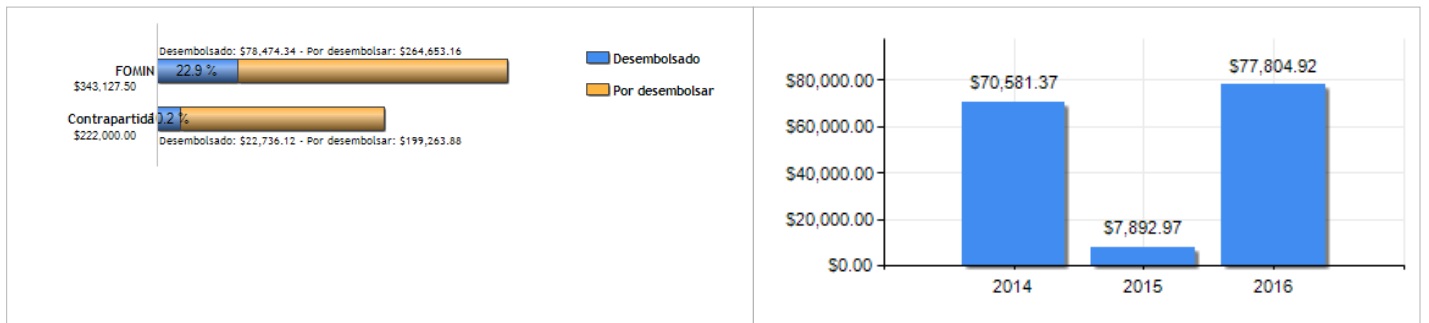 Desembolsado: $78,474.34 - Por desembolsar: $264,653.16
FOMIN
22.9 %
$343,127.50
Contrapartida
0.2 %
$222,000.00
Desembolsado: $22,736.12 - Por desembolsar: $199,263.88
Desembolsado
Por desembolsar
$80,000.00
$60,000.00
$40,000.00
$20,000.00
$0.00
$70,581.37
$7,892.97
$77,804.92
2014
2015
2016